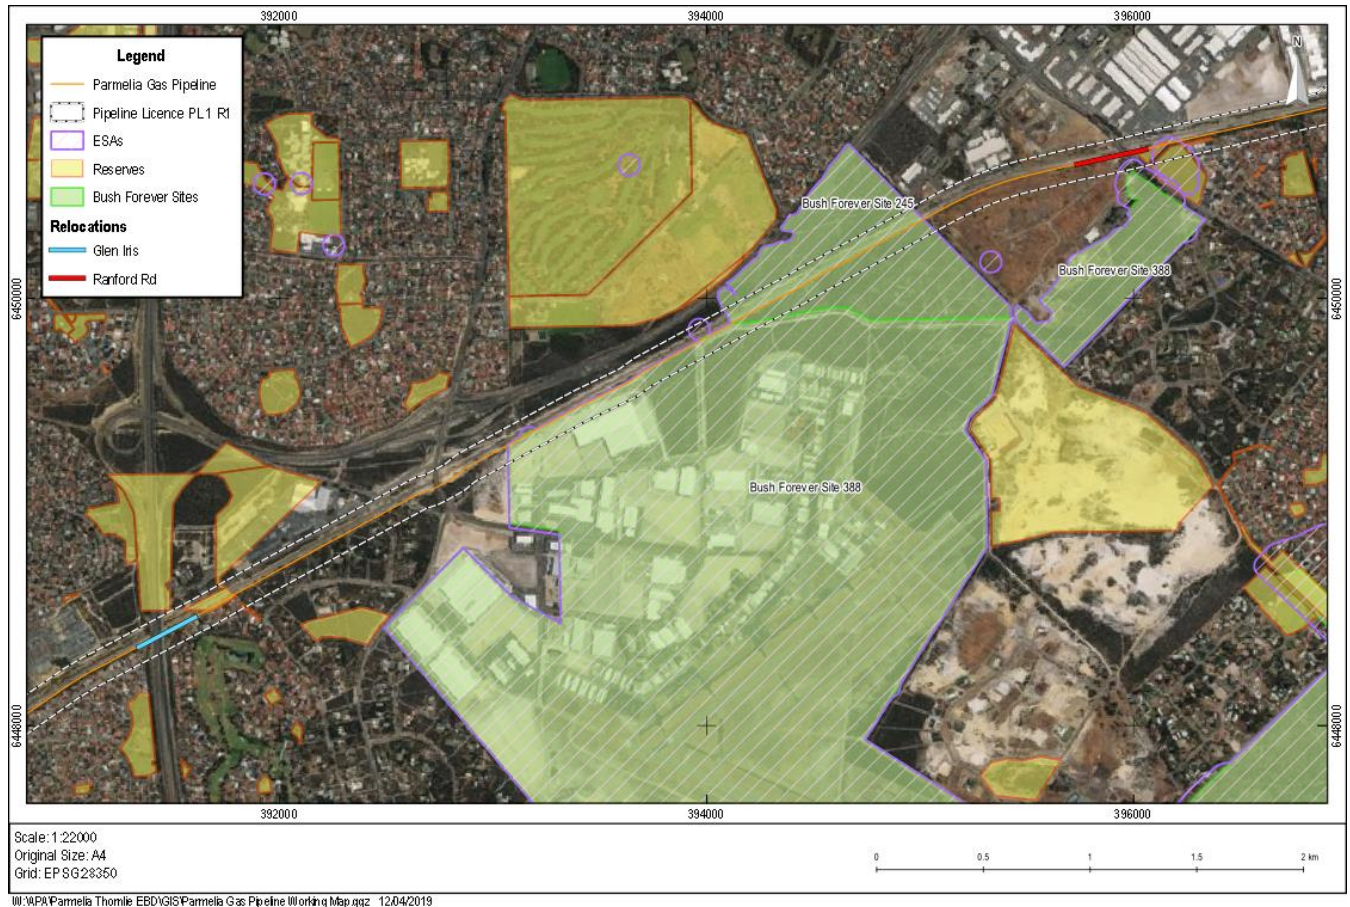 392000
394000
396000
Legend
Parmelia Gas Pipeline
Pipeline Licence PL1 R1
ESAs
Reserves
Bush Forever Sites
Relocations
Glen Iris
Ranford Rd
N
Bush Forever Site 245
Bush Forever Site 388
Bush Forever Site 388
6450000
6450000
6448000
6448000
392000
394000
396000
Scale: 1:22000
Original Size: A4
Grid: EPSG28350
0 0.5 1 1.5 2 km
W:\APA\Parmelia Thornlie EBD\GIS\Parmelia Gas Pipeline Working Map.qgz 12/04/2019